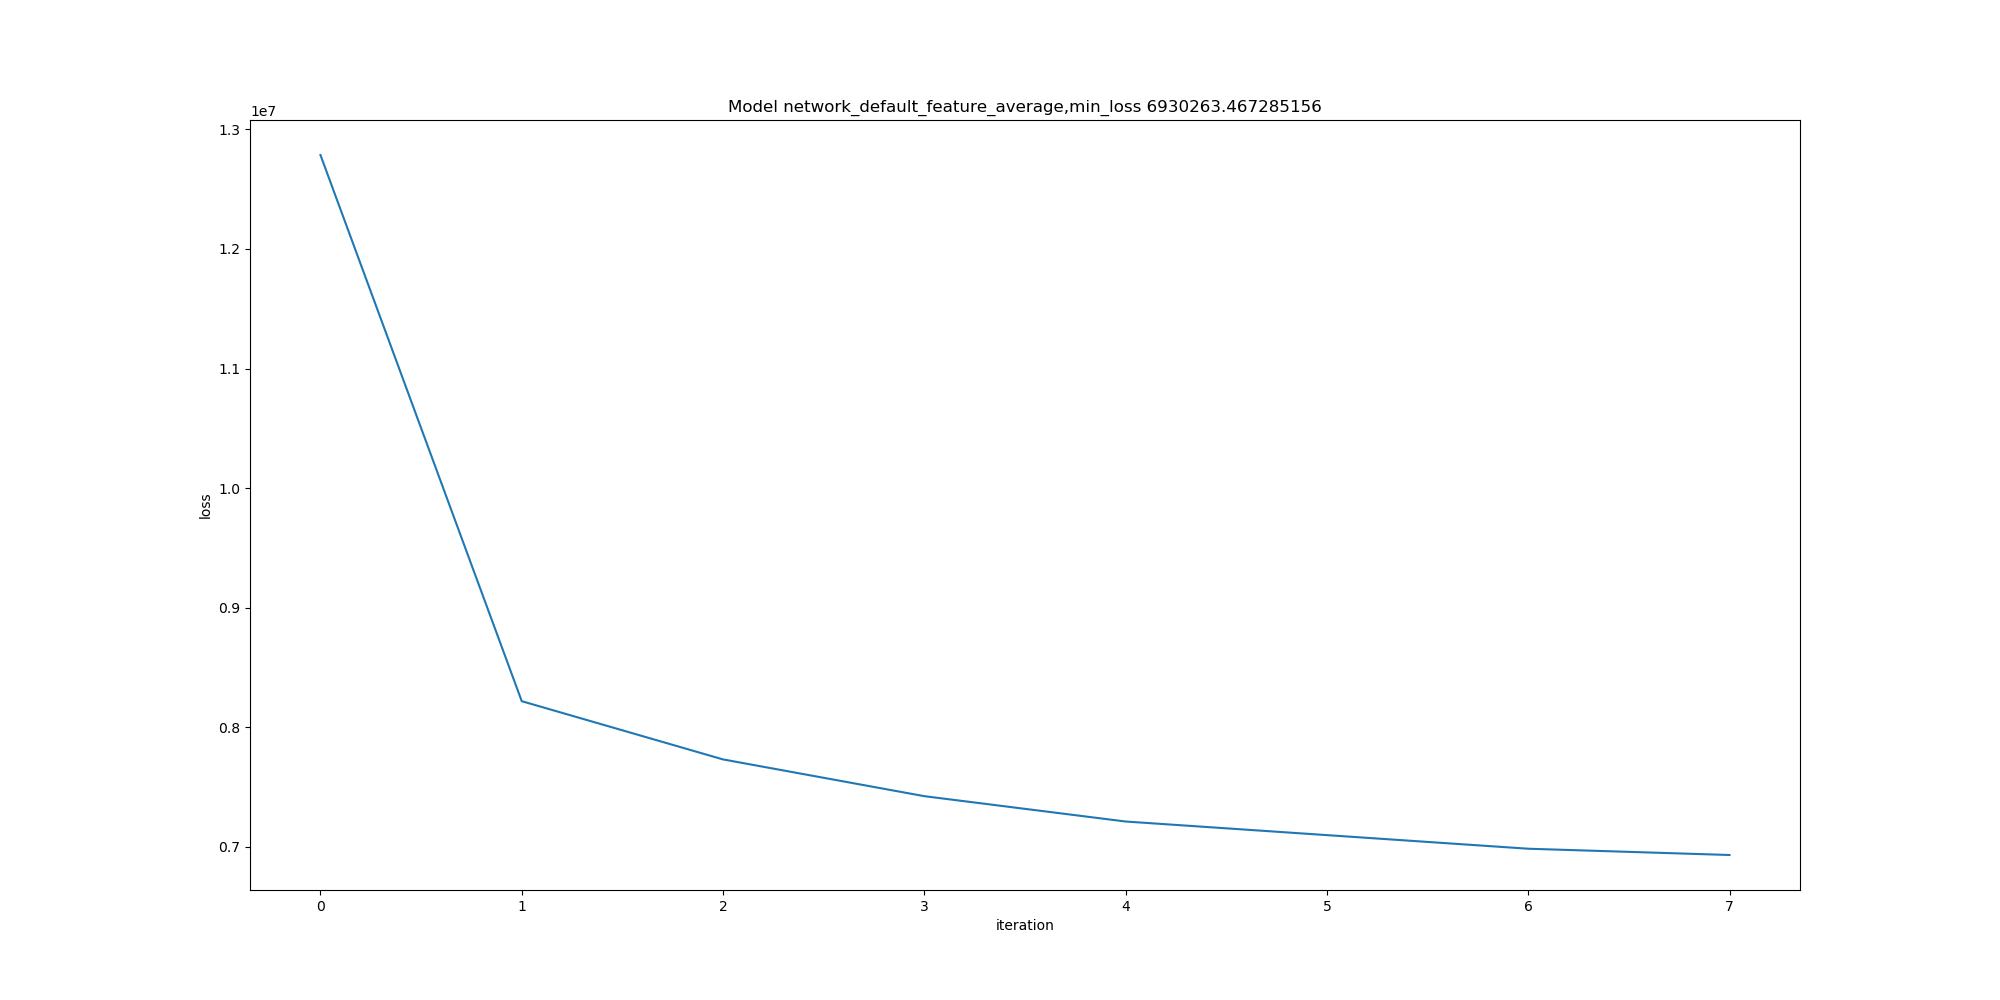 Model network_default_feature_average,min_loss 6930263.467285156
1e7
1.3
1.2
1.1
1.0
0.9
0.8
0.7
loss
0 1 2 3 4 5 6 7
iteration